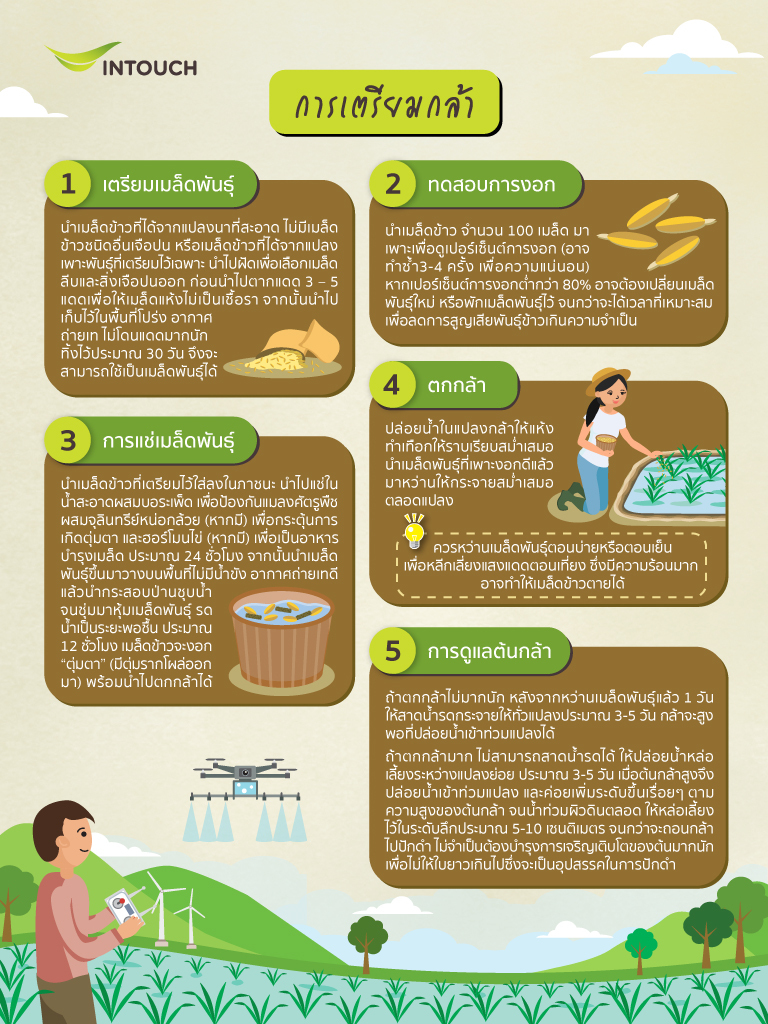 INTOUCH
การเตรียมกล้า
1 เตรียมเมล็ดพันธุ์
นำเมล็ดข้าวที่ได้จากแปลงนาที่สะอาด ไม่มีเมล็ด
ข้าวชนิดอื่นเจือปน หรือเมล็ดข้าวที่ได้จากแปลง
เพาะพันธุ์ที่เตรียมไว้เฉพาะ นำไปฝัดเพื่อเลือกเมล็ด
ลีบและสิ่งเจือปนออก ก่อนนำไปตากแดด 3 – 5
แดดเพื่อให้เมล็ดแห้งไม่เป็นเชื้อรา จากนั้นนำไป
เก็บไว้ในพื้นที่โปร่ง อากาศ
ถ่ายเท ไม่โดนแดดมากนัก
ทิ้งไว้ประมาณ 30 วัน จึงจะ
สามารถใช้เป็นเมล็ดพันธุ์ได้
2 ทดสอบการงอก
นำเมล็ดข้าว จำนวน 100 เมล็ด มา
เพาะเพื่อดูเปอร์เซ็นต์การงอก (อาจ
ทำซ้ำ3-4 ครั้ง เพื่อความแน่นอน)
หากเปอร์เซ็นต์การงอกต่ำกว่า 80% อาจต้องเปลี่ยนเมล็ด
พันธุ์ใหม่ หรือพักเมล็ดพันธุ์ไว้ จนกว่าจะได้เวลาที่เหมาะสม
เพื่อลดการสูญเสียพันธุ์ข้าวเกินความจำเป็น
3 การแช่เมล็ดพันธุ์
นำเมล็ดข้าวที่เตรียมไว้ใส่ลงในภาชนะ นำไปแช่ใน
น้ำสะอาดผสมบอระเพ็ด เพื่อป้องกันแมลงศัตรูพืช
ผสมจุลินทรีย์หน่อกล้วย (หากมี) เพื่อกระตุ้นการ
เกิดตุ่มตา และฮอร์โมนไข่ (หากมี) เพื่อเป็นอาหาร
บำรุงเมล็ด ประมาณ 24 ชั่วโมง จากนั้นนำเมล็ด
พันธุ์ขึ้นมาวางบนพื้นที่ไม่มีน้ำขัง อากาศถ่ายเทดี
แล้วนำกระสอบป่านชุบน้ำ
จนชุ่มมาหุ้มเมล็ดพันธุ์ รด
น้ำเป็นระยะพอชื้น ประมาณ
12 ชั่วโมง เมล็ดข้าวจะงอก
“ตุ่มตา” (มีตุ่มรากโผล่ออก
มา) พร้อมนำไปตกกล้าได้
4 ตกกล้า
ปล่อยน้ำในแปลงกล้าให้แห้ง
ทำเทือกให้ราบเรียบสม่ำเสมอ
นำเมล็ดพันธุ์ที่เพาะงอกดีแล้ว
มาหว่านให้กระจายสม่ำเสมอ
ตลอดแปลง
ควรหว่านเมล็ดพันธุ์ตอนบ่ายหรือตอนเย็น
เพื่อหลีกเลี่ยงแสงแดดตอนเที่ยง ซึ่งมีความร้อนมาก
อาจทำให้เมล็ดข้าวตายได้
5 การดูแลต้นกล้า
ถ้าตกกล้าไม่มากนัก หลังจากหว่านเมล็ดพันธุ์แล้ว 1 วัน
ให้สาดน้ำรดกระจายให้ทั่วแปลงประมาณ 3-5 วัน กล้าจะสูง
พอที่ปล่อยน้ำเข้าท่วมแปลงได้
ถ้าตกกล้ามาก ไม่สามารถสาดน้ำรดได้ ให้ปล่อยน้ำหล่อ
เลี้ยงระหว่างแปลงย่อย ประมาณ 3-5 วัน เมื่อต้นกล้าสูงจึง
ปล่อยน้ำเข้าท่วมแปลง และค่อยเพิ่มระดับขึ้นเรื่อยๆ ตาม
ความสูงของต้นกล้า จนน้ำท่วมผิวดินตลอด ให้หล่อเลี้ยง
ไว้ในระดับลึกประมาณ 5-10 เซนติเมตร จนกว่าจะถอนกล้า
ไปปักดำ ไม่จำเป็นต้องบำรุงการเจริญเติบโตของต้นมากนัก
เพื่อไม่ให้ใบยาวเกินไปซึ่งจะเป็นอุปสรรคในการปักดำ